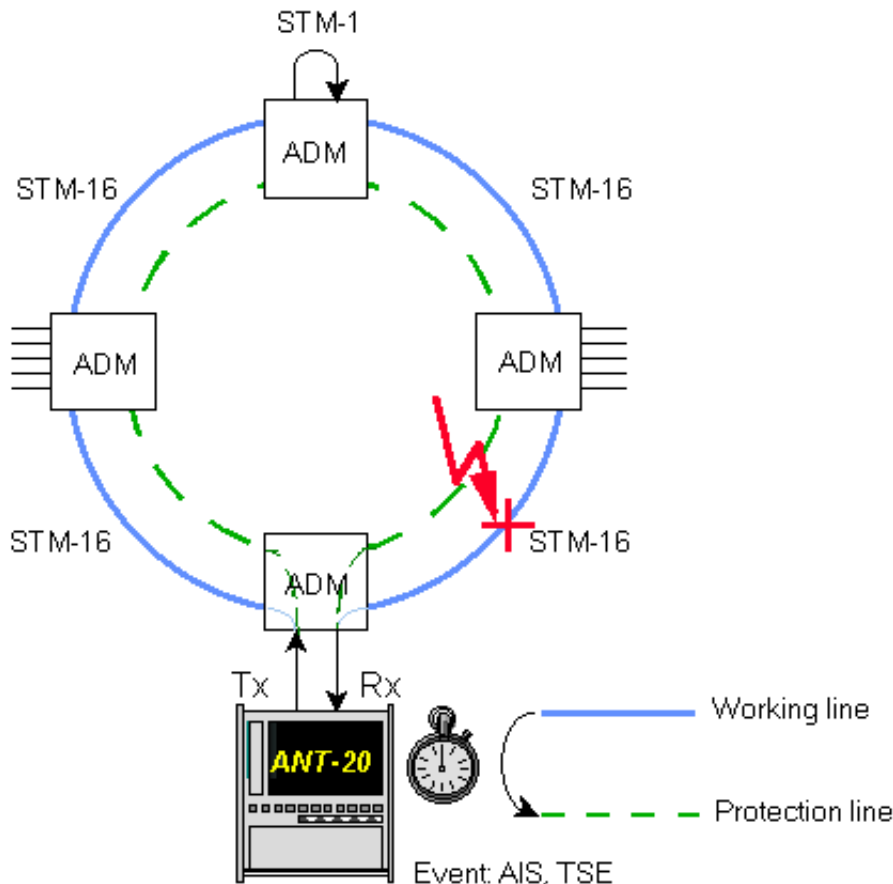 STM-1
ADM
STM-16
STM-16
ADM
ADM
STM-16
STM-16
ADM
Tx
Rx
ANT-20
Working line
Protection line
Event: AIS, TSE